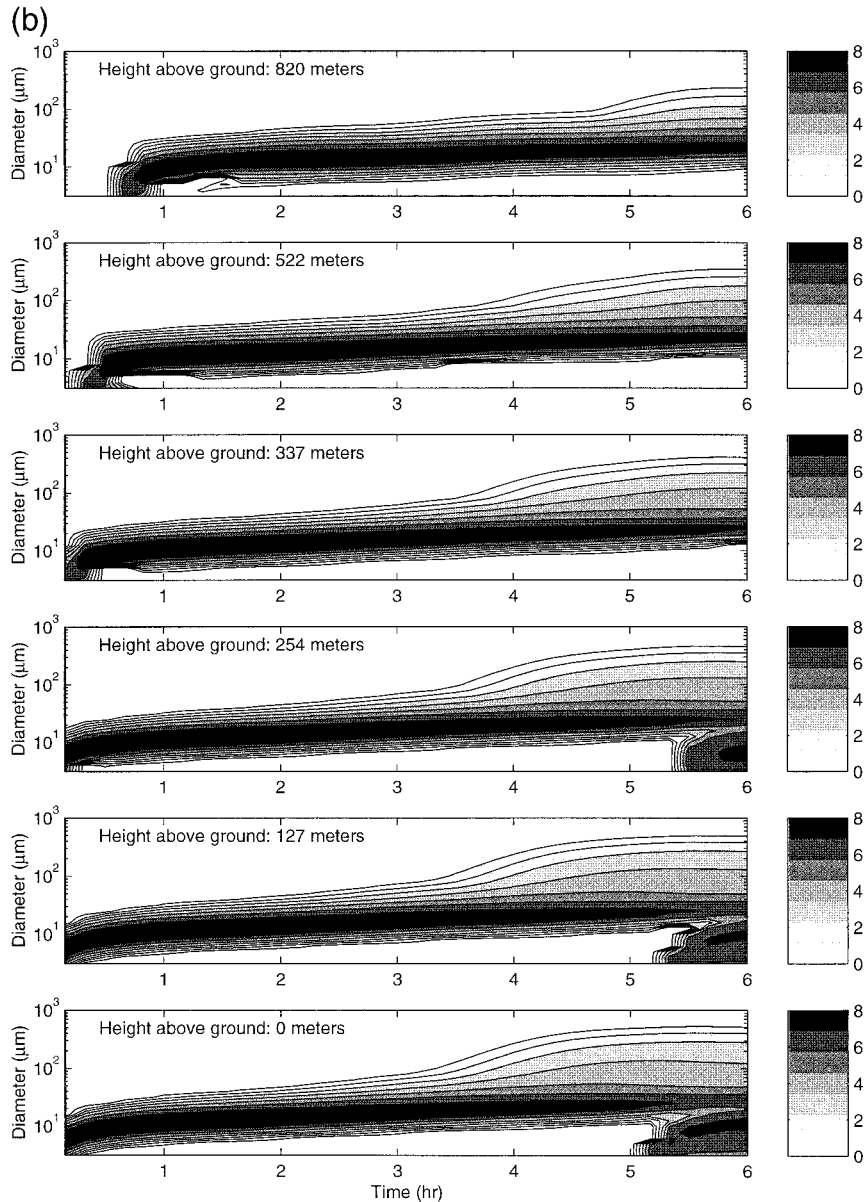 (b)
Height above ground: 820 meters
Diameter (μm)
10³
10²
10¹
1 2 3 4 5 6
8
6
4
2
0
Height above ground: 522 meters
Diameter (μm)
10³
10²
10¹
1 2 3 4 5 6
8
6
4
2
0
Height above ground: 337 meters
Diameter (μm)
10³
10²
10¹
1 2 3 4 5 6
8
6
4
2
0
Height above ground: 254 meters
Diameter (μm)
10³
10²
10¹
1 2 3 4 5 6
8
6
4
2
0
Height above ground: 127 meters
Diameter (μm)
10³
10²
10¹
1 2 3 4 5 6
8
6
4
2
0
Height above ground: 0 meters
Diameter (μm)
10³
10²
10¹
1 2 3 4 5 6
Time (hr)
8
6
4
2
0